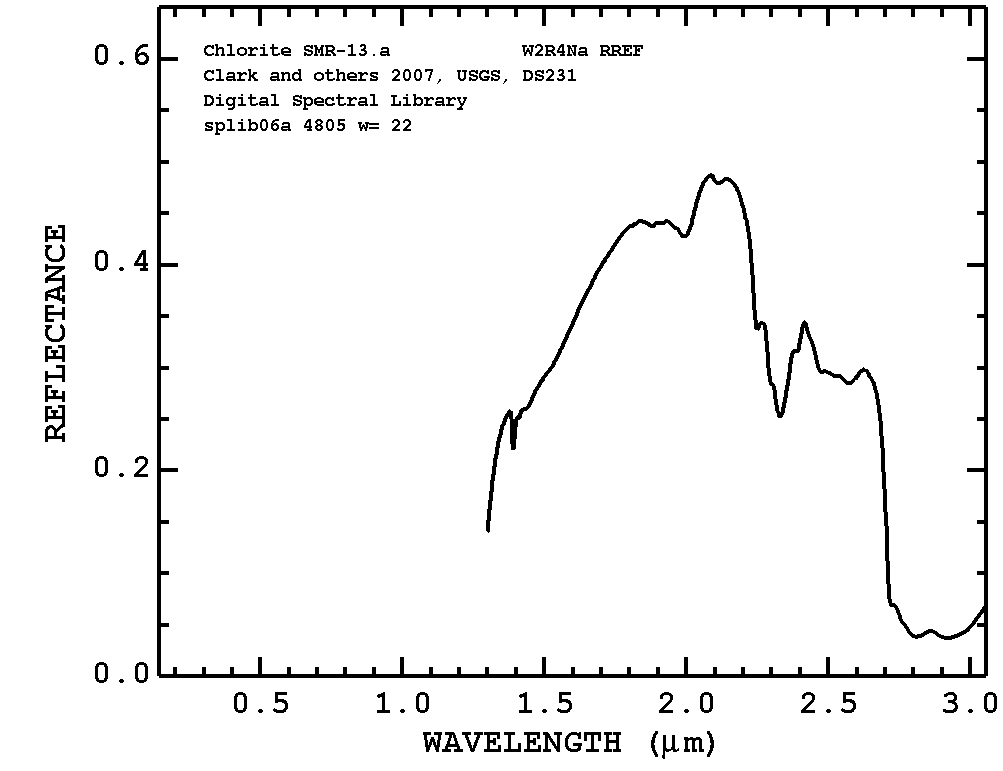 Chlorite SMR-13.a W2R4Na RREF
Clark and others 2007, USGS, DS231
Digital Spectral Library
splib06a 4805 w= 22
0.6
0.4
0.2
0.0
REFLECTANCE
0.5 1.0 1.5 2.0 2.5 3.0
WAVELENGTH (μm)